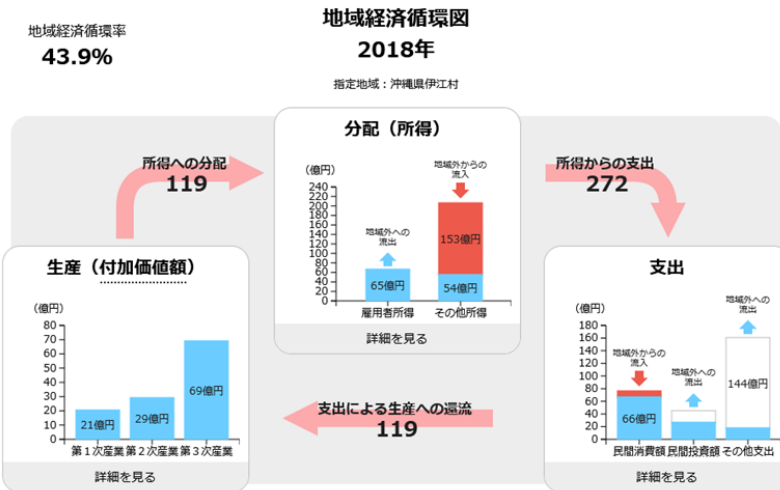 地域経済循環図
2018年
指定地域：沖縄県伊江村
地域経済循環率
43.9%
所得への分配
119
分配（所得）
（億円）
240
220
200
180
160
140
120
100
80
60
40
20
0
地域外への
流出
65億円
雇用者所得
地域外からの
流入
153億円
54億円
その他所得
詳細を見る
所得からの支出
272
生産（付加価値額）
（億円）
80
70
60
50
40
30
20
10
0
21億円
29億円
69億円
第１次産業 第２次産業 第３次産業
詳細を見る
支出による生産への還流
119
支出
（億円）
180
160
140
120
100
80
60
40
20
0
地域外からの
流入
66億円
地域外への
流出
地域外への
流出
144億円
民間消費額 民間投資額 その他支出
詳細を見る